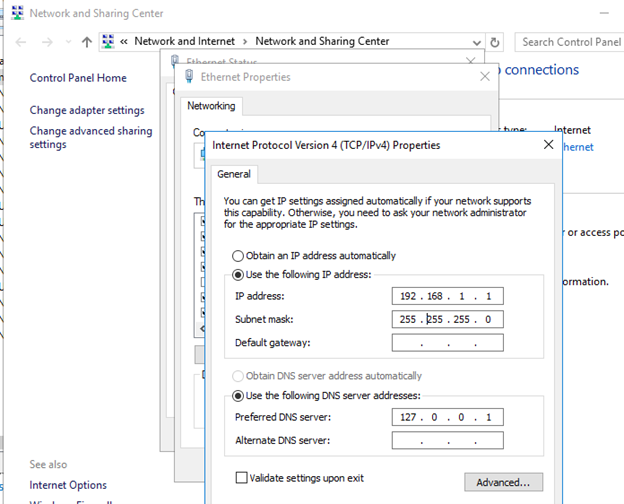 Network and Sharing Center
« Network and Internet > Network and Sharing Center
Search Control Panel
Control Panel Home
Change adapter settings
Change advanced sharing
settings
Ethernet Status
Ethernet Properties
Networking
connections
type: Internet
Internet Protocol Version 4 (TCP/IPv4) Properties
General
You can get IP settings assigned automatically if your network supports
this capability. Otherwise, you need to ask your network administrator
for the appropriate IP settings.
Obtain an IP address automatically
Use the following IP address:
IP address: 192 . 168 . 1 . 1
Subnet mask: 255 . 255 . 255 . 0
Default gateway: . . .
Obtain DNS server address automatically
Use the following DNS server addresses:
Preferred DNS server: 127 . 0 . 0 . 1
Alternate DNS server: . . .
Validate settings upon exit
Advanced...
or access po
See also
Internet Options